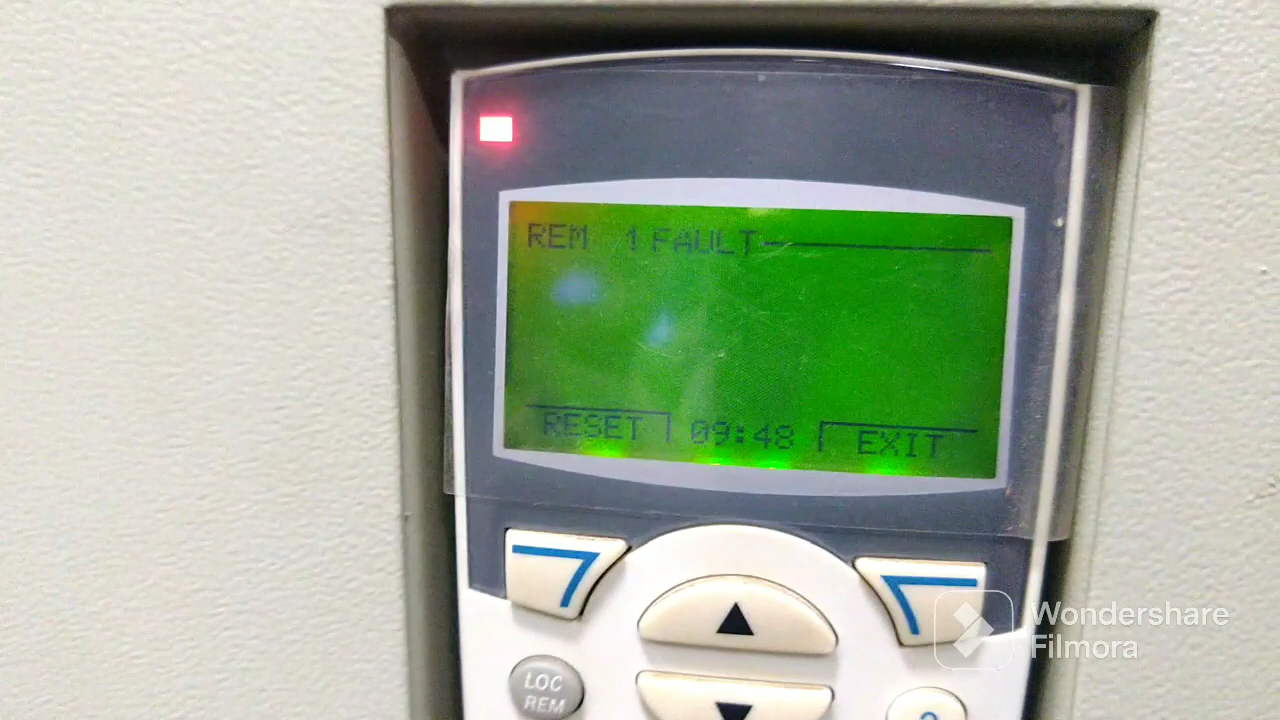 REM 1 FAULT
RESET 09:48 EXIT
LOC
REM
?
Wondershare
Filmora